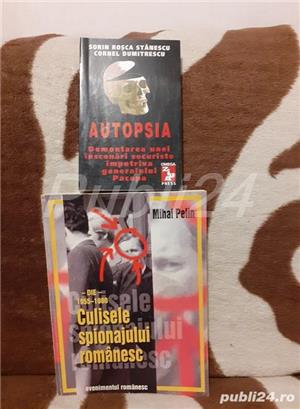 SORIN ROȘCA STĂNESCU
CORNEL DUMITRESCU
AUTOPSIA
Demontarea unei
înscenări securiste
împotriva
generalului
Pacepa
OMEGA
PRESS
Mihai Pelin
- DIE -
1955-1980
Culisele
spionajului
românesc
evenimentul românesc
Publi24
publi24.ro